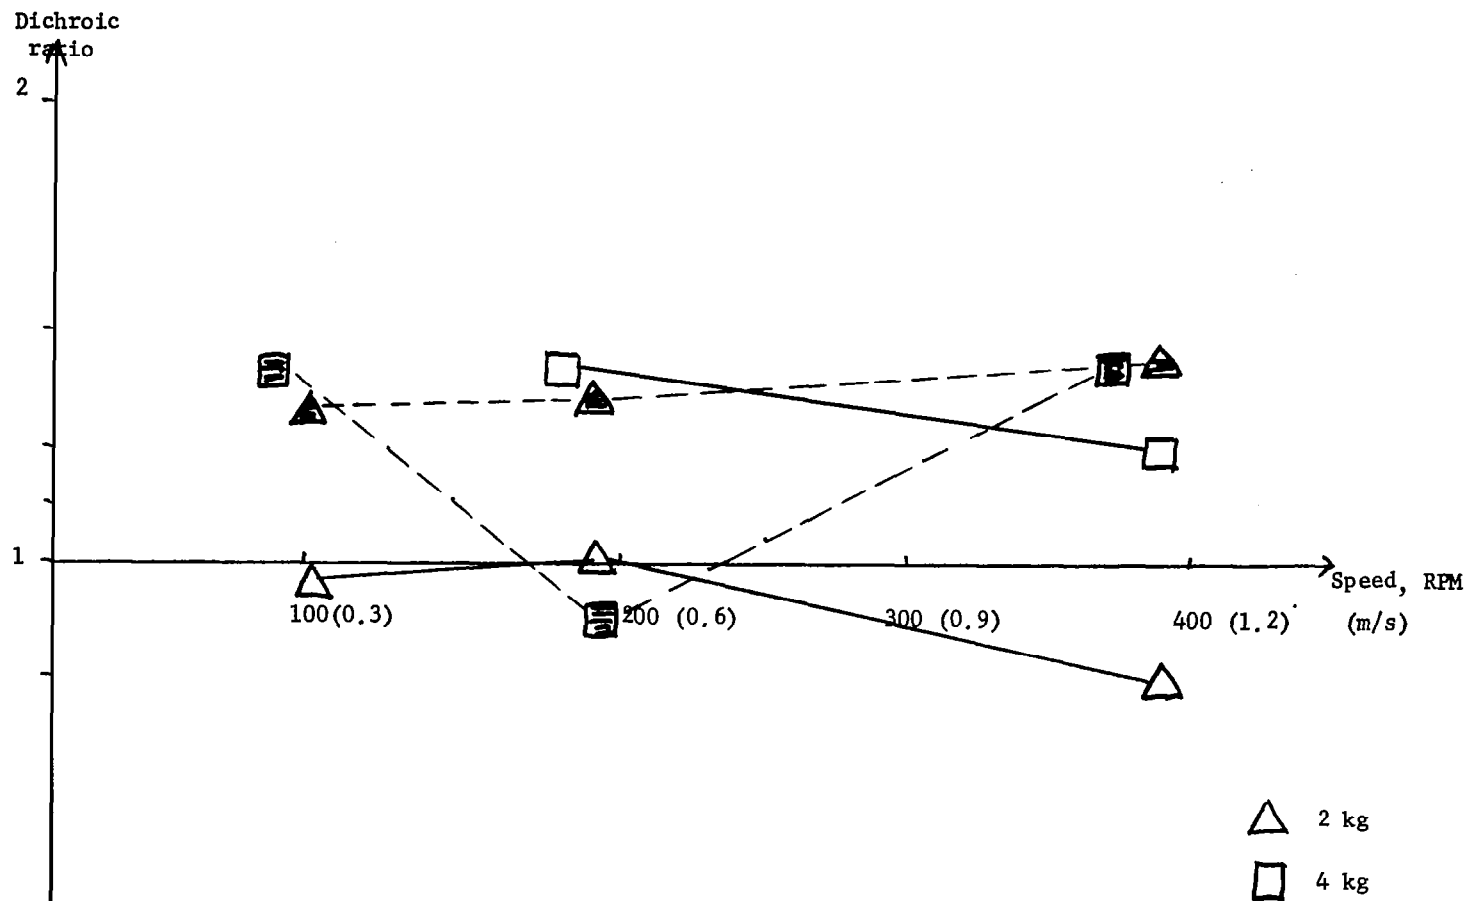 Dichroic
ratio
2
1
Speed, RPM
100(0.3) 200 (0.6) 300 (0.9) 400 (1.2) (m/s)
2 kg
4 kg